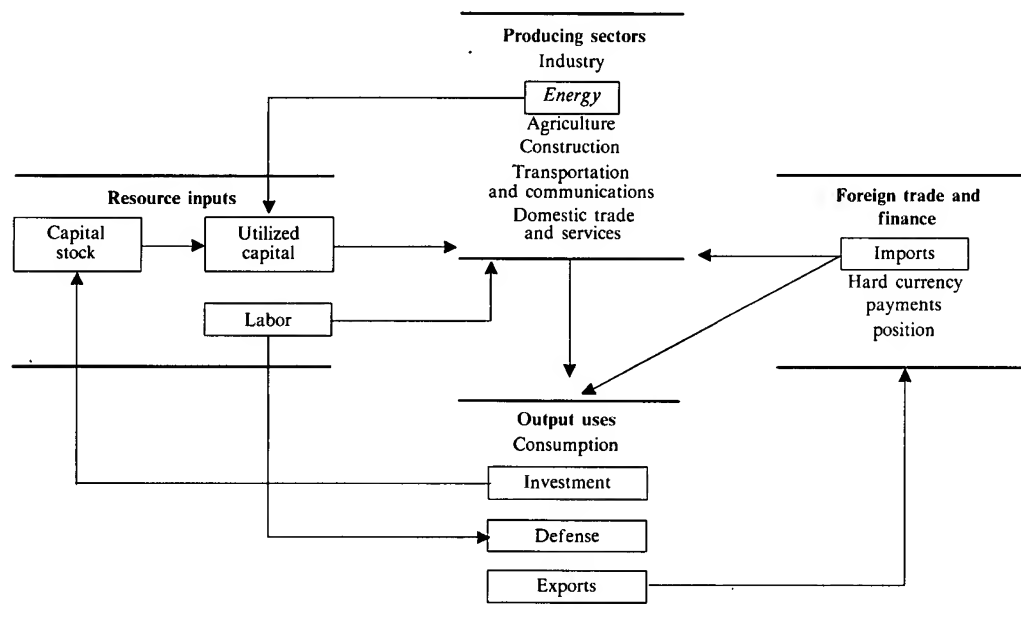 Producing sectors
Industry
Energy
Agriculture
Construction
Transportation
and communications
Domestic trade
and services
Resource inputs
Capital
stock
Utilized
capital
Labor
Foreign trade and
finance
Imports
Hard currency
payments
position
Output uses
Consumption
Investment
Defense
Exports